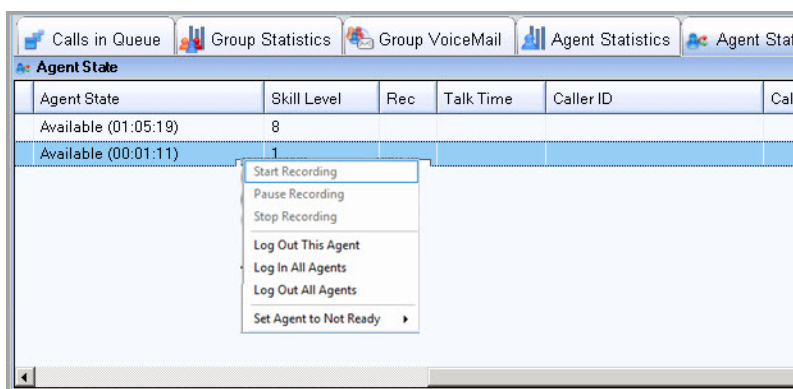 Calls in Queue Group Statistics Group VoiceMail Agent Statistics Agent Stat
Agent State
Agent State Skill Level Rec Talk Time Caller ID Cal
Available (01:05:19) 8
Available (00:01:11) 1
Start Recording
Pause Recording
Stop Recording
Log Out This Agent
Log In All Agents
Log Out All Agents
Set Agent to Not Ready